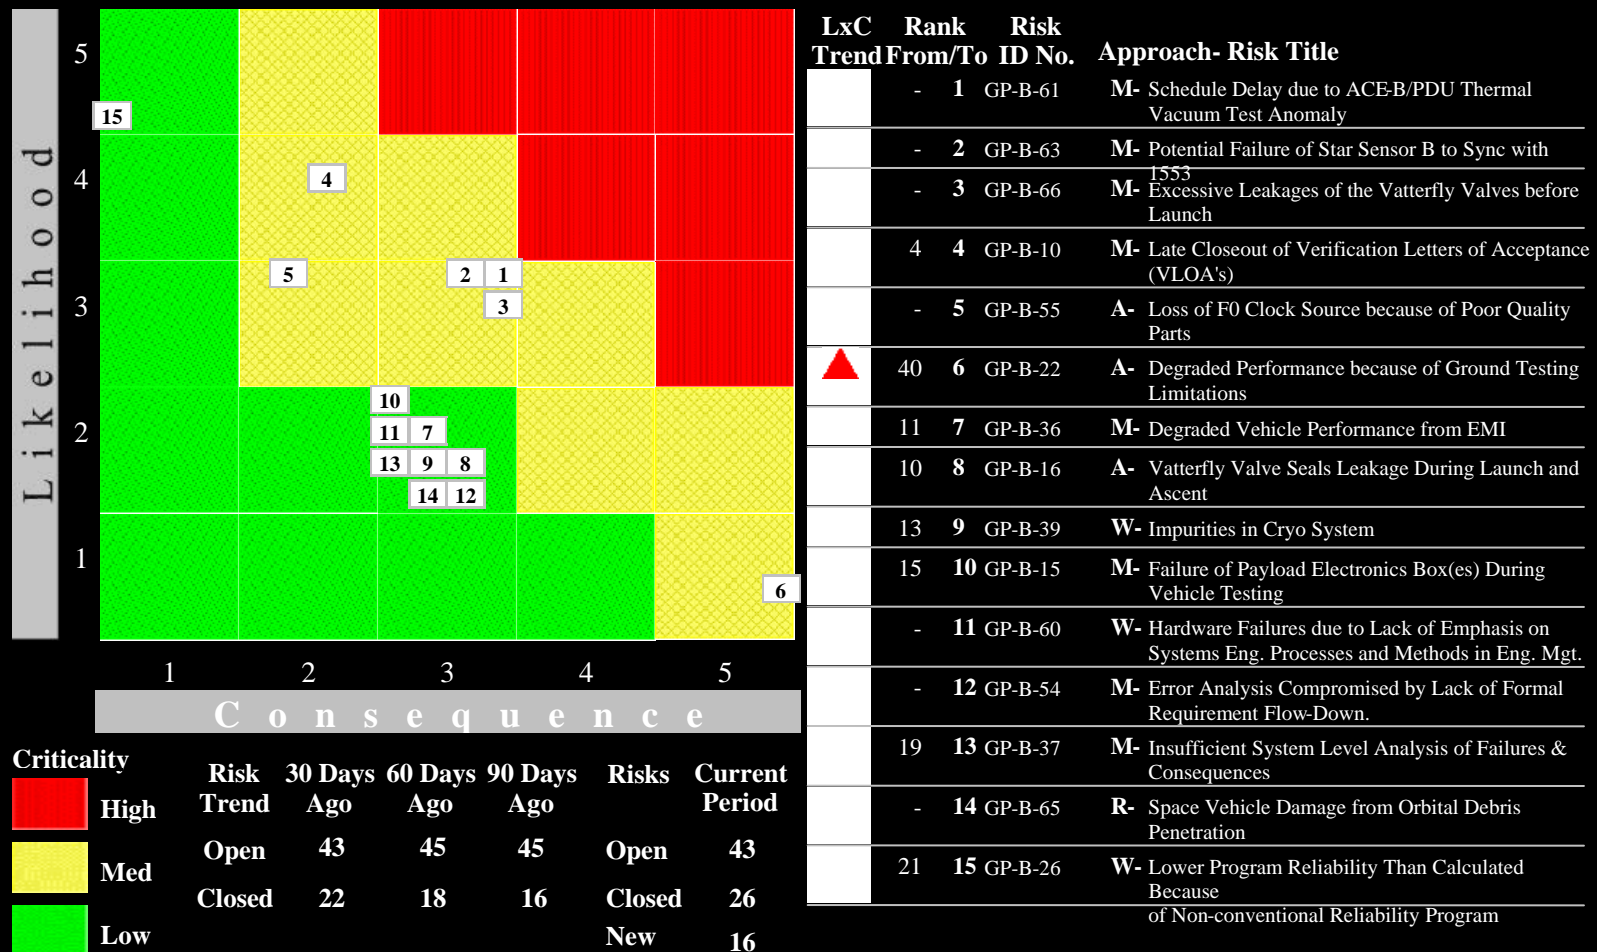 5
15
4
4
3
5
2
1
3
2
10
11
7
13
9
8
14
12
1
6
Likelihood
1
2
3
4
5
Consequence
Criticality
High
Med
Low
Risk Trend
30 Days Ago
60 Days Ago
90 Days Ago
Risks
Current Period
Open 43 45 45 Open 43
Closed 22 18 16 Closed 26
New 16
LxC Rank Risk
Trend From/To ID No. Approach- Risk Title
- 1 GP-B-61 M- Schedule Delay due to ACE-B/PDU Thermal
Vacuum Test Anomaly
- 2 GP-B-63 M- Potential Failure of Star Sensor B to Sync with
1553
- 3 GP-B-66 M- Excessive Leakages of the Vatterfly Valves before
Launch
4 4 GP-B-10 M- Late Closeout of Verification Letters of Acceptance
(VLOA's)
- 5 GP-B-55 A- Loss of F0 Clock Source because of Poor Quality
Parts
40 6 GP-B-22 A- Degraded Performance because of Ground Testing
Limitations
11 7 GP-B-36 M- Degraded Vehicle Performance from EMI
10 8 GP-B-16 A- Vatterfly Valve Seals Leakage During Launch and
Ascent
13 9 GP-B-39 W- Impurities in Cryo System
15 10 GP-B-15 M- Failure of Payload Electronics Box(es) During
Vehicle Testing
- 11 GP-B-60 W- Hardware Failures due to Lack of Emphasis on
Systems Eng. Processes and Methods in Eng. Mgt.
- 12 GP-B-54 M- Error Analysis Compromised by Lack of Formal
Requirement Flow-Down.
19 13 GP-B-37 M- Insufficient System Level Analysis of Failures &
Consequences
- 14 GP-B-65 R- Space Vehicle Damage from Orbital Debris
Penetration
21 15 GP-B-26 W- Lower Program Reliability Than Calculated
Because
of Non-conventional Reliability Program